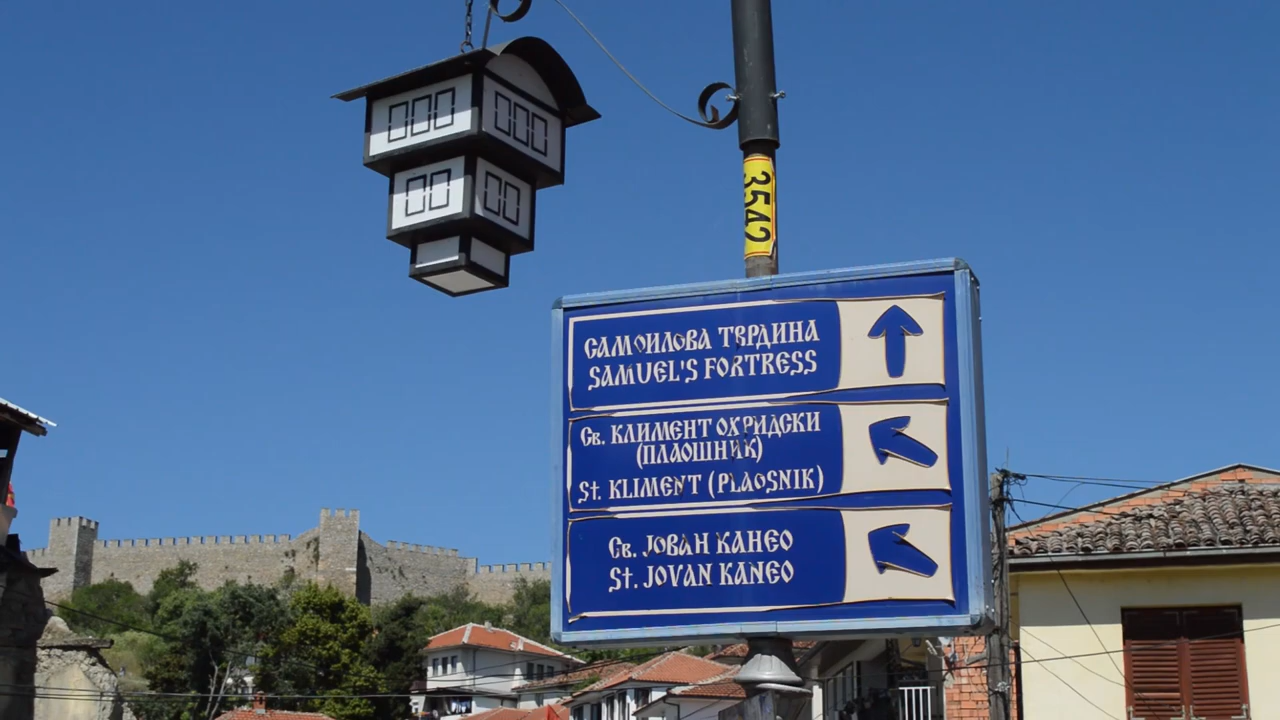 3542
САМОИЛОВА ТВРДИНА
SAMUEL'S FORTRESS
Св. КЛИМЕНТ ОХРИДСКИ
(ПЛАОШНИК)
St. KLIMENT (PLAOSNIK)
Св. ЈОВАН КАНЕО
St. JOVAN KANEO